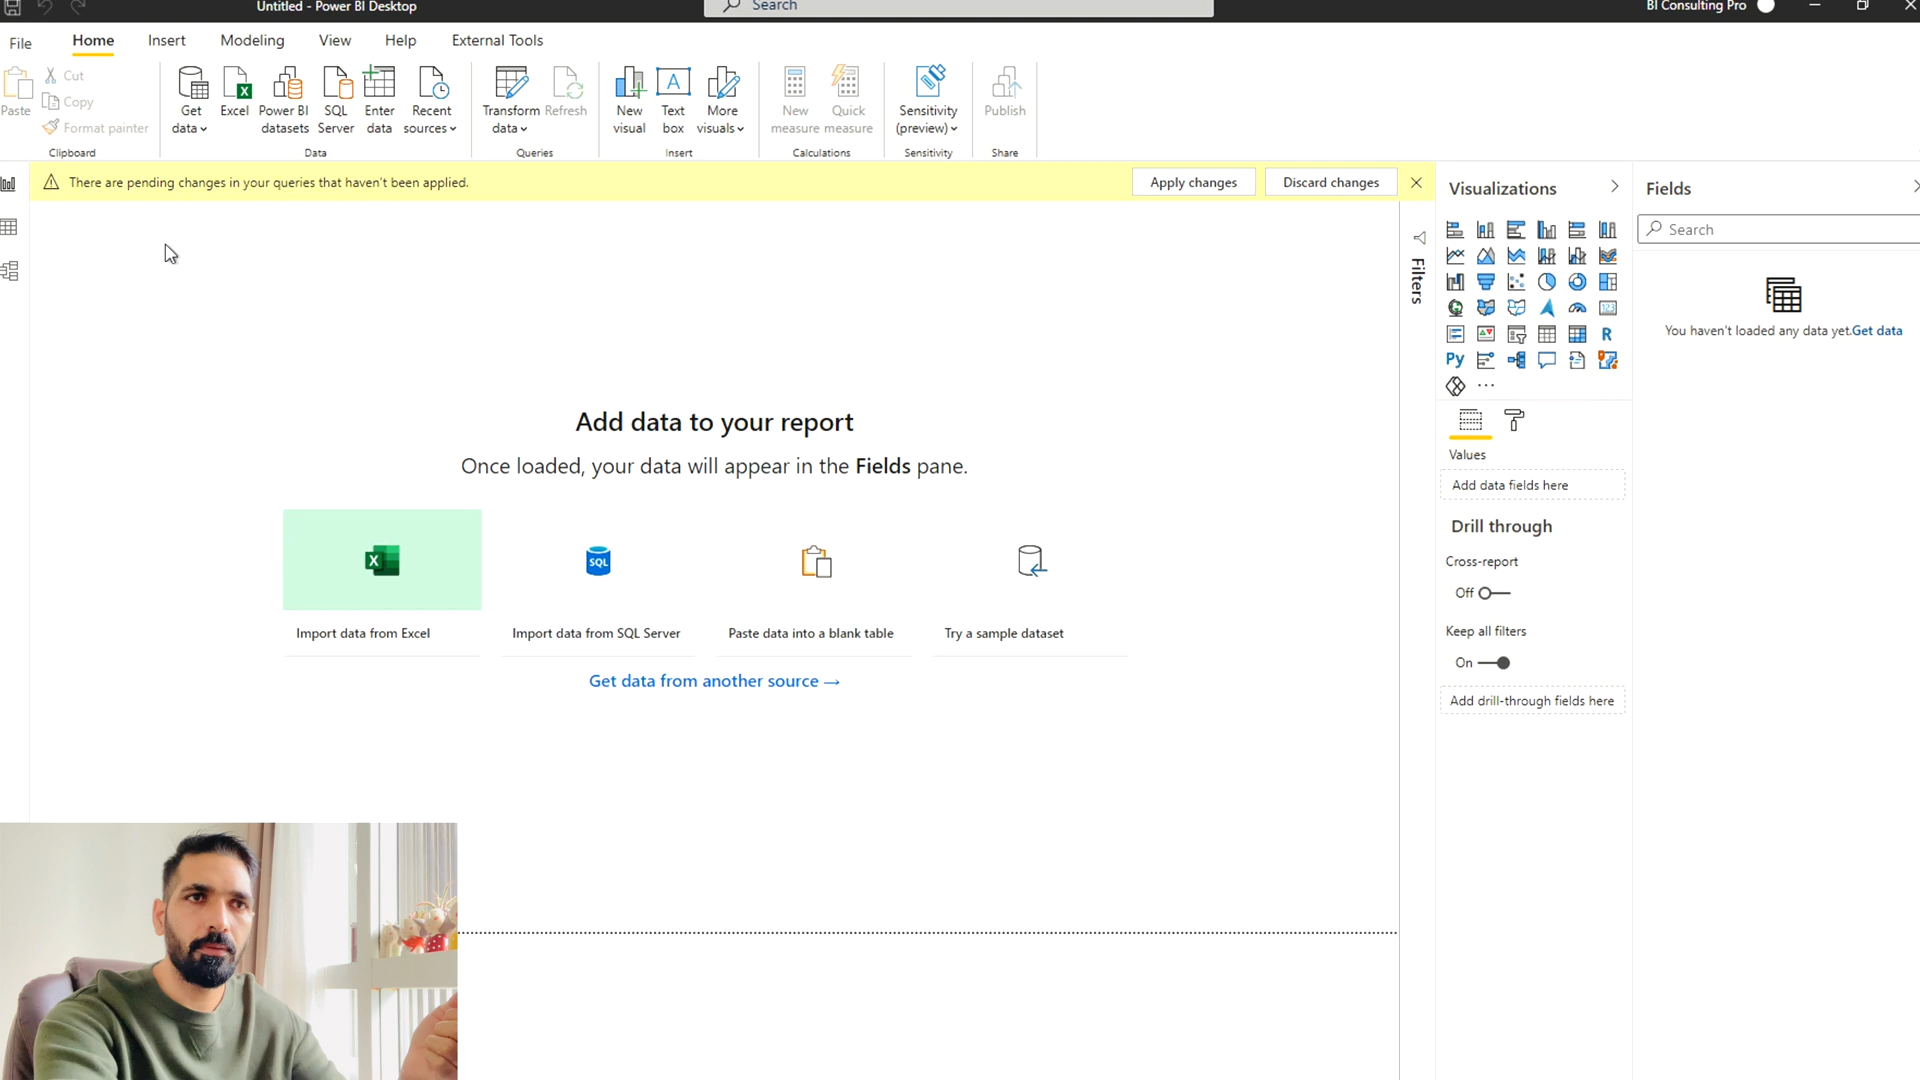 Untitled - Power BI Desktop
Search
BI Consulting Pro
File
Home
Insert
Modeling
View
Help
External Tools
Paste
Cut
Copy
Format painter
Clipboard
Get data
Excel
Power BI datasets
SQL Server
Enter data
Recent sources
Data
Transform data
Refresh
Queries
New visual
Text box
More visuals
Insert
New measure
Quick measure
Calculations
Sensitivity (preview)
Sensitivity
Publish
Share
There are pending changes in your queries that haven't been applied.
Apply changes
Discard changes
Add data to your report
Once loaded, your data will appear in the Fields pane.
Import data from Excel
SQL
Import data from SQL Server
Paste data into a blank table
Try a sample dataset
Get data from another source →
Filters
Visualizations
R
Py
Values
Add data fields here
Drill through
Cross-report
Off
Keep all filters
On
Add drill-through fields here
Fields
Search
You haven't loaded any data yet.Get data